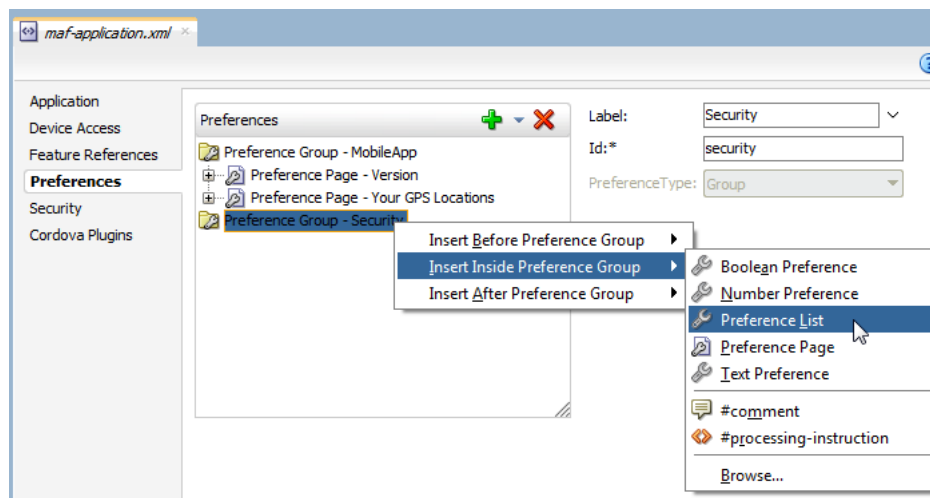 maf-application.xml
Application
Device Access
Feature References
Preferences
Security
Cordova Plugins
Preferences
Preference Group - MobileApp
Preference Page - Version
Preference Page - Your GPS Locations
Preference Group - Security
Label:
Security
Id:*
security
PreferenceType:
Group
Insert Before Preference Group
Insert Inside Preference Group
Insert After Preference Group
Boolean Preference
Number Preference
Preference List
Preference Page
Text Preference
#comment
#processing-instruction
Browse...